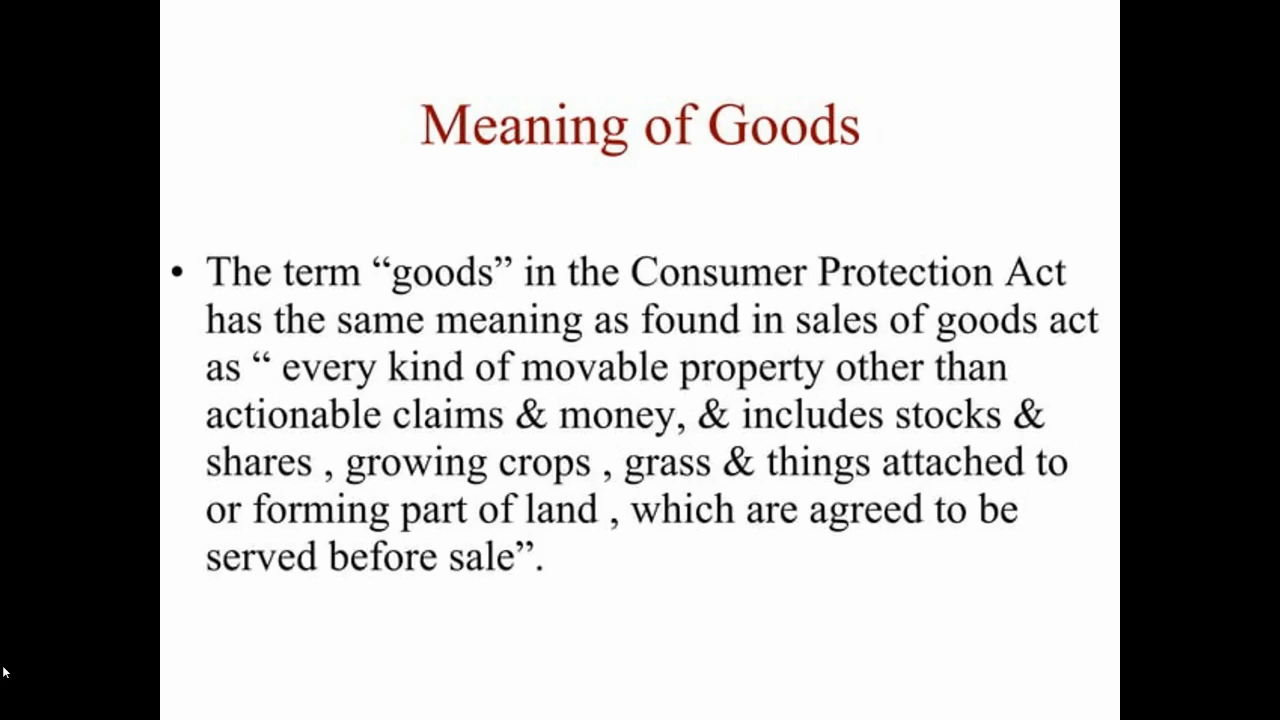 Meaning of Goods
• The term “goods” in the Consumer Protection Act
has the same meaning as found in sales of goods act
as “ every kind of movable property other than
actionable claims & money, & includes stocks &
shares , growing crops , grass & things attached to
or forming part of land , which are agreed to be
served before sale”.